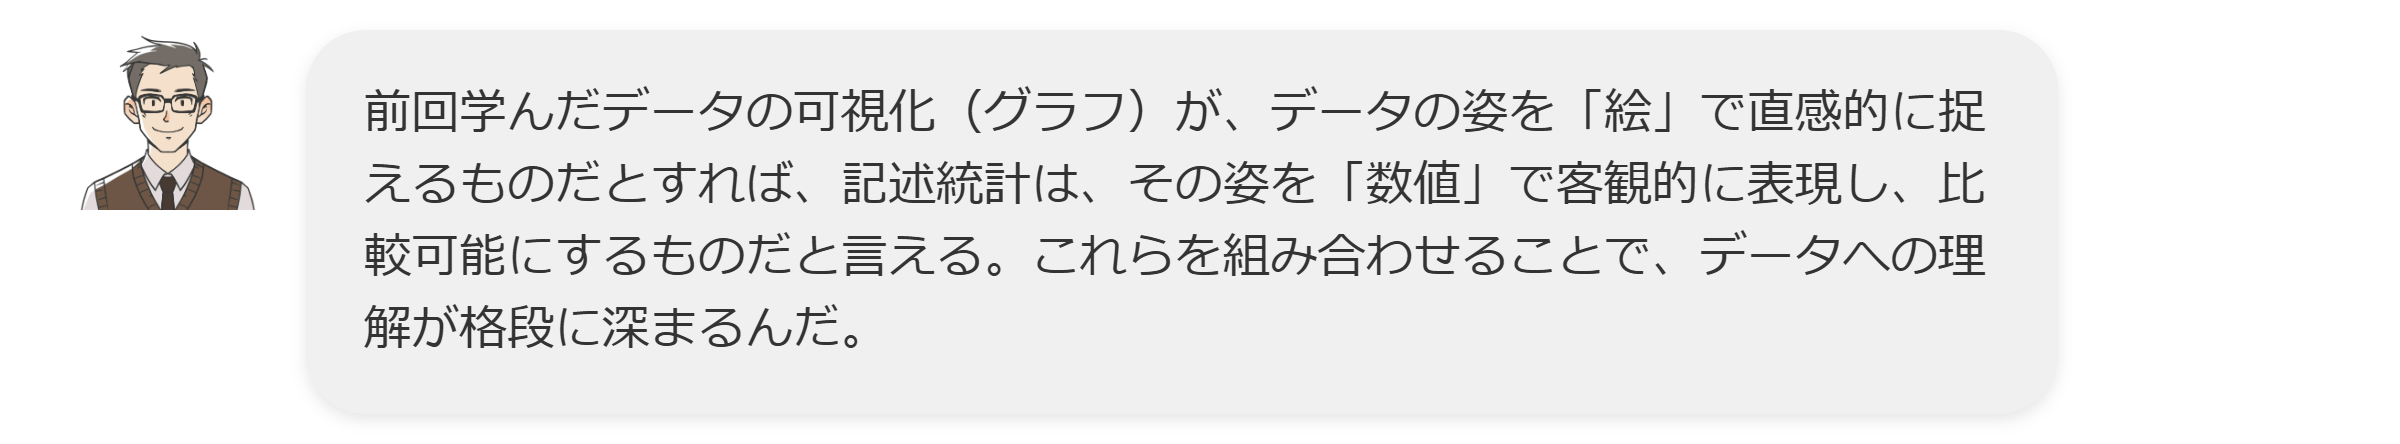 前回学んだデータの可視化（グラフ）が、データの姿を「絵」で直感的に捉
えるものだとすれば、記述統計は、その姿を「数値」で客観的に表現し、比
較可能にするものだと言える。これらを組み合わせることで、データへの理
解が格段に深まるんだ。